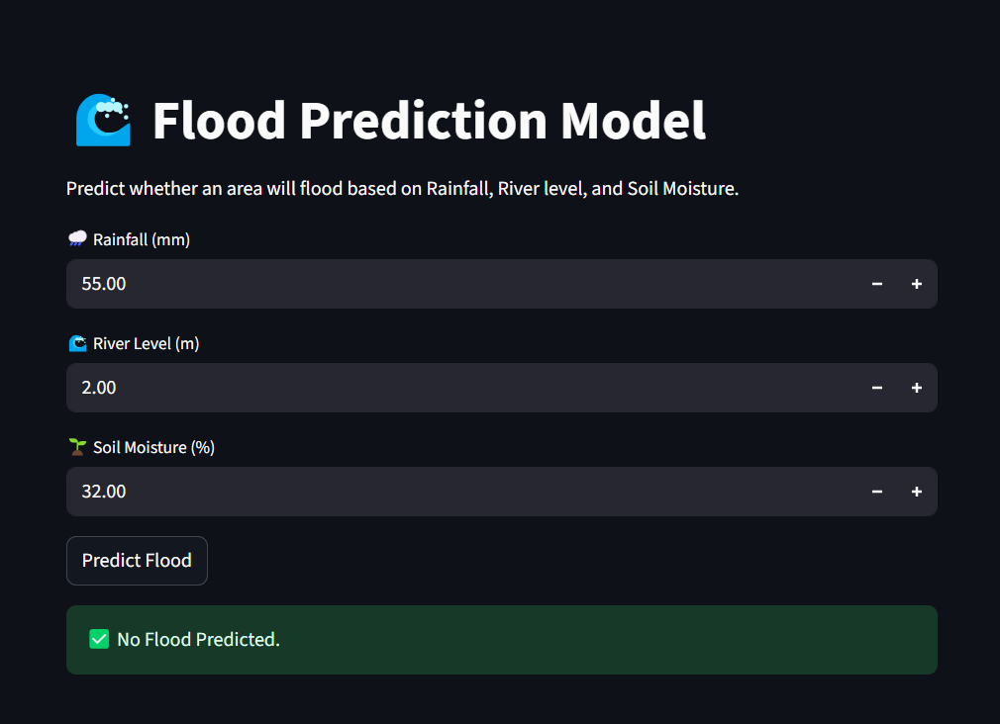 🌊 Flood Prediction Model
Predict whether an area will flood based on Rainfall, River level, and Soil Moisture.
🌧️ Rainfall (mm)
55.00 − +
🌊 River Level (m)
2.00 − +
🌱 Soil Moisture (%)
32.00 − +
Predict Flood
✅ No Flood Predicted.